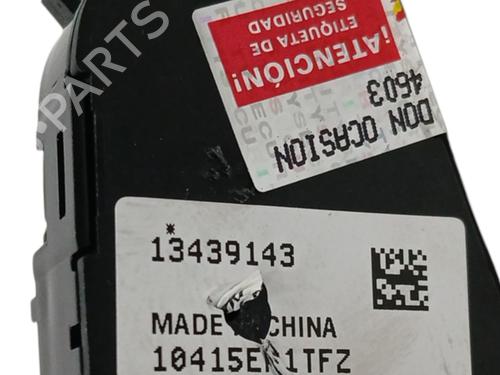 PARTS
¡ATENCIÓN!
ETIQUETA DE
SEGURIDAD
DON OCASION
4603
*
13439143
MADE CHINA